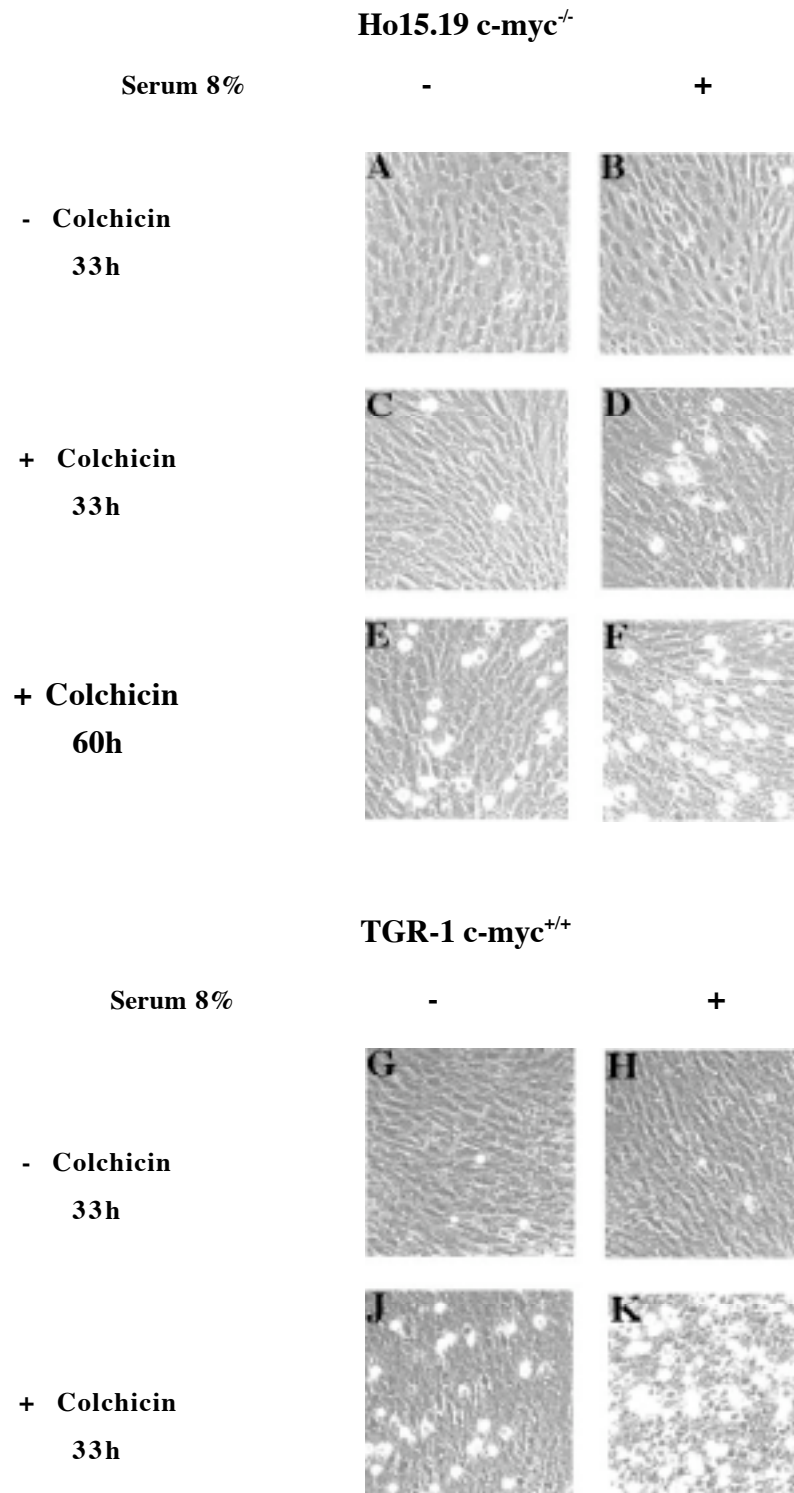 Ho15.19 c-myc-/-
Serum 8% - +
A B
- Colchicin
33h
C D
+ Colchicin
33h
E F
+ Colchicin
60h
TGR-1 c-myc+/+
Serum 8% - +
G H
- Colchicin
33h
J K
+ Colchicin
33h